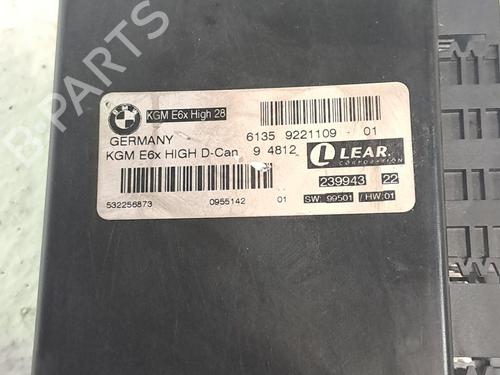 BMW
KGM E6x High 28
GERMANY
6135 9221109 01
KGM E6x HIGH D-Can 9 4812
LEAR.
CORPORATION
239943 22
532256873 0955142 01
SW: 99501 / HW:01
B-PARTS